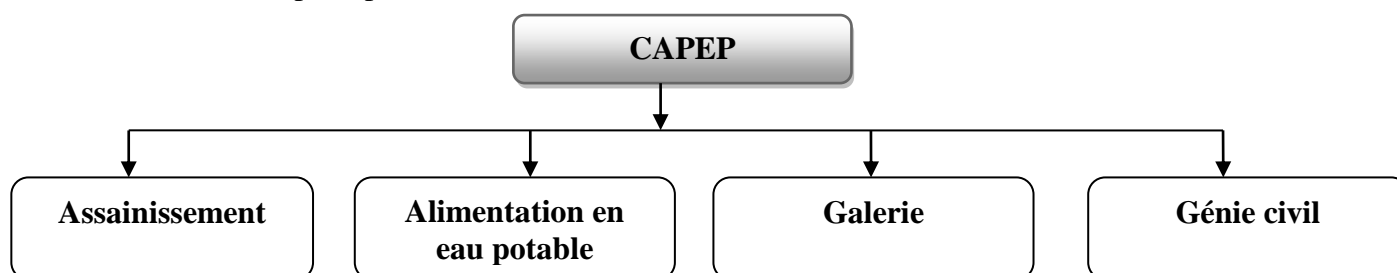 CAPEP
Assainissement
Alimentation en
eau potable
Galerie
Génie civil